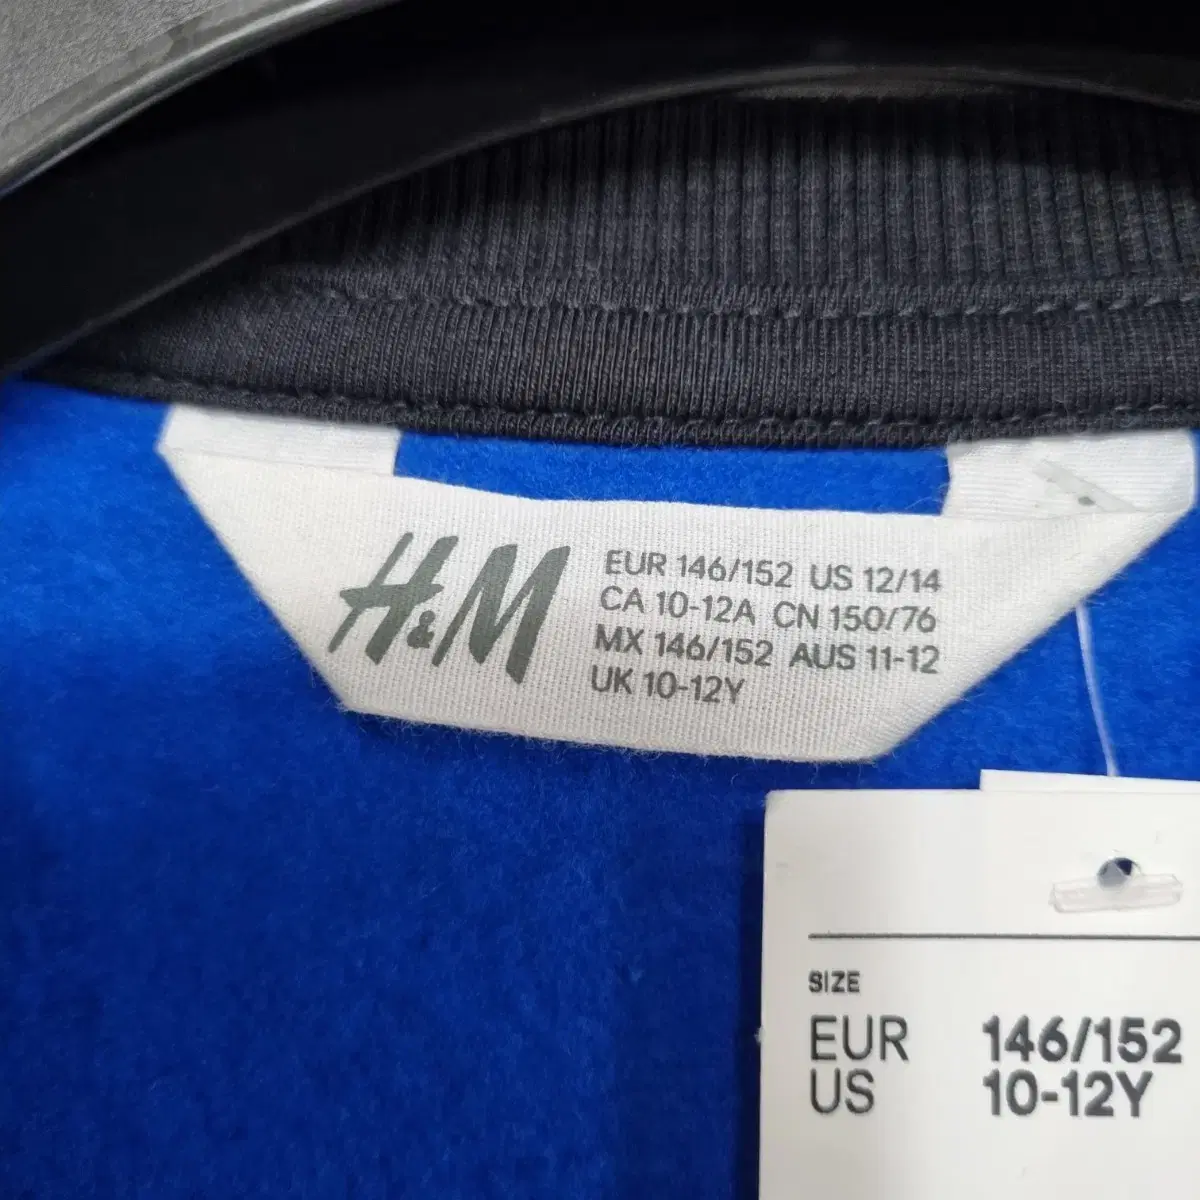 H&M
EUR 146/152 US 12/14
CA 10-12A CN 150/76
MX 146/152 AUS 11-12
UK 10-12Y
SIZE
EUR 146/152
US 10-12Y